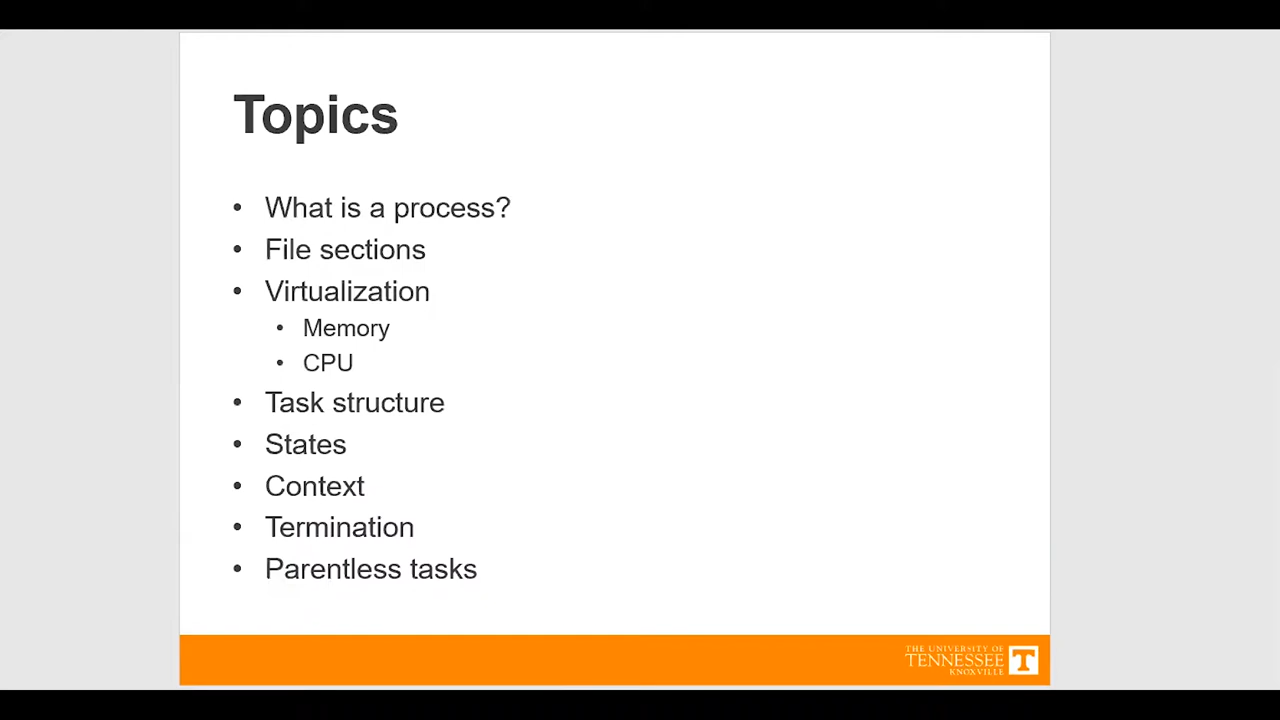 Topics
• What is a process?
• File sections
• Virtualization
• Memory
• CPU
• Task structure
• States
• Context
• Termination
• Parentless tasks
THE UNIVERSITY OF
TENNESSEE
KNOXVILLE
T